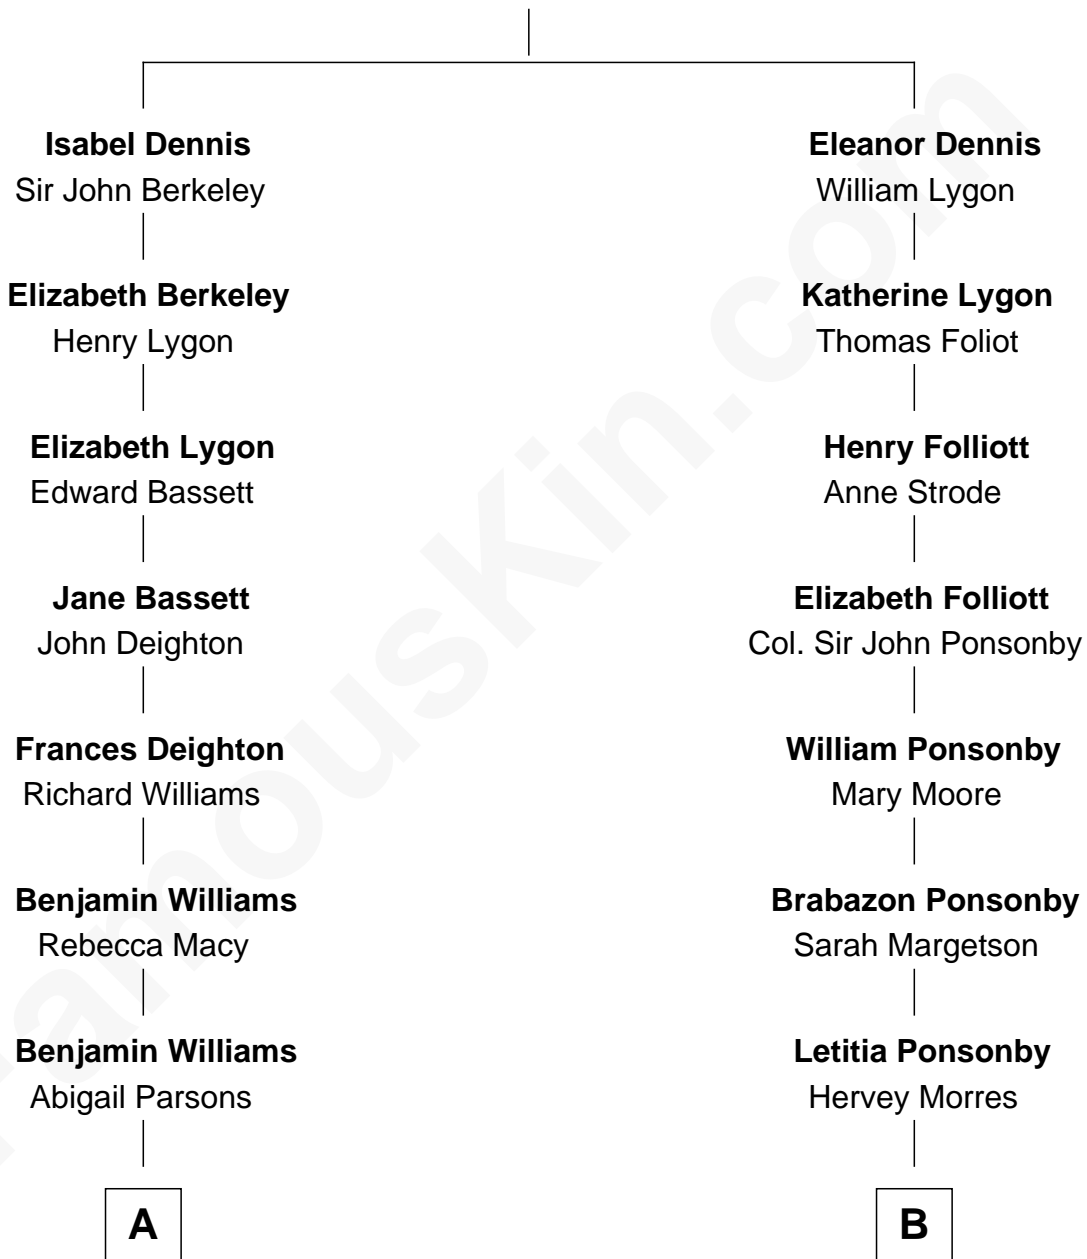 Isabel Dennis
Sir John Berkeley
Elizabeth Berkeley
Henry Lygon
Elizabeth Lygon
Edward Bassett
Jane Bassett
John Deighton
Frances Deighton
Richard Williams
Benjamin Williams
Rebecca Macy
Benjamin Williams
Abigail Parsons
A
Eleanor Dennis
William Lygon
Katherine Lygon
Thomas Foliot
Henry Folliott
Anne Strode
Elizabeth Folliott
Col. Sir John Ponsonby
William Ponsonby
Mary Moore
Brabazon Ponsonby
Sarah Margetson
Letitia Ponsonby
Hervey Morres
B
FamousKin.com